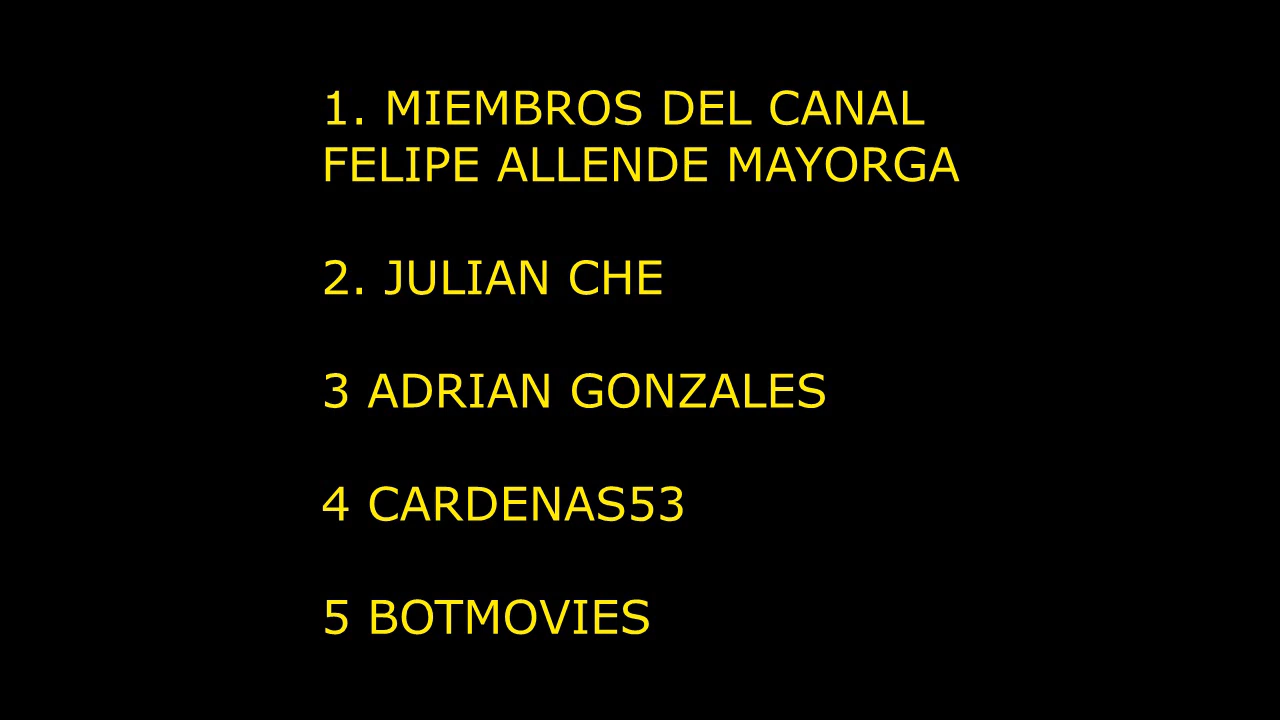 1. MIEMBROS DEL CANAL
FELIPE ALLENDE MAYORGA
2. JULIAN CHE
3 ADRIAN GONZALES
4 CARDENAS53
5 BOTMOVIES